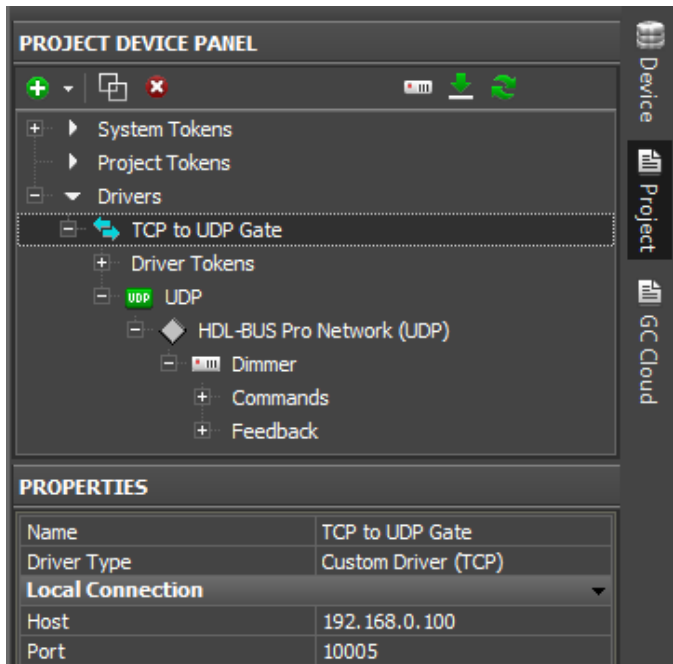 PROJECT DEVICE PANEL
System Tokens
Project Tokens
Drivers
TCP to UDP Gate
Driver Tokens
UDP UDP
HDL-BUS Pro Network (UDP)
Dimmer
Commands
Feedback
PROPERTIES
Name TCP to UDP Gate
Driver Type Custom Driver (TCP)
Local Connection
Host 192.168.0.100
Port 10005
Device
Project
GC Cloud